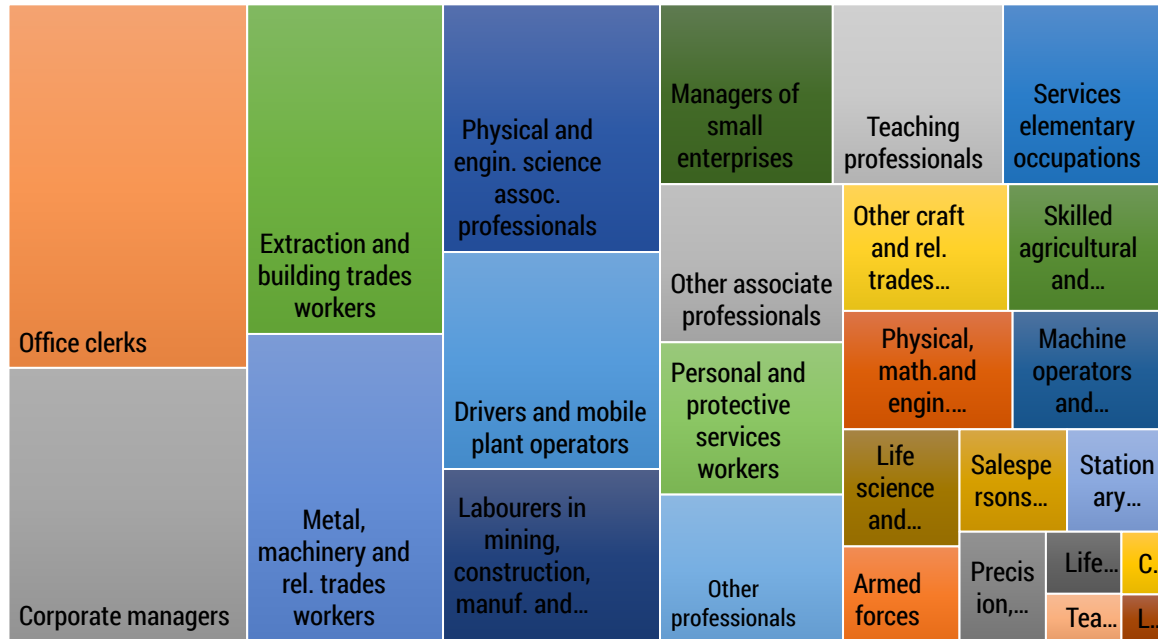 Office clerks
Corporate managers
Extraction and
building trades
workers
Metal,
machinery and
rel. trades
workers
Physical and
engin. science
assoc.
professionals
Drivers and mobile
plant operators
Labourers in
mining,
construction,
manuf. and...
Managers of
small
enterprises
Teaching
professionals
Services
elementary
occupations
Other associate
professionals
Personal and
protective
services
workers
Other
professionals
Other craft
and rel.
trades...
Skilled
agricultural
and...
Physical,
math.and
engin....
Machine
operators
and...
Life
science
and...
Salespe
rsons...
Station
ary...
Armed
forces
Precis
ion,...
Life...
C...
Tea...
L...